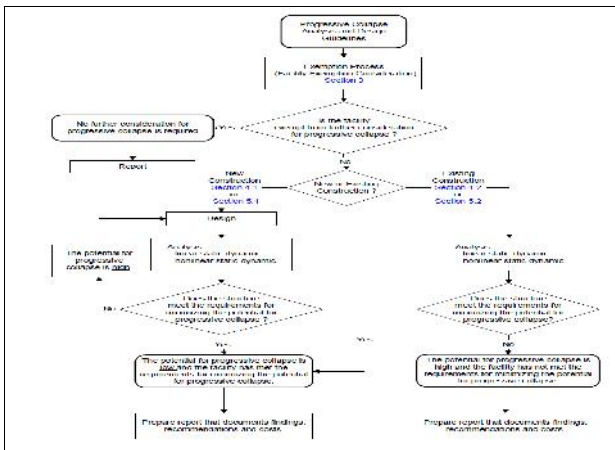 Progressive Collapse
Analysis and Design
Guidelines
Exemption Process
(Facility Exemption Consideration)
Section 3
Is the facility
exempt from further consideration
for progressive collapse ?
No further consideration for
progressive collapse is required
No
Report
New
Construction
Section 4.1
or
Section 5.1
New or Existing
Construction ?
Existing
Construction
Section 4.2
or
Section 5.2
Design
The potential for
progressive
collapse is high
Analysis
linear static dynamic
nonlinear static dynamic
Analysis
linear static dynamic
nonlinear static dynamic
No
Does the structure
meet the requirements for
minimizing the potential for
progressive collapse ?
Does the structure
meet the requirements for
minimizing the potential for
progressive collapse?
Yes
Yes
No
The potential for progressive collapse is
low and the facility has met the
requirements for minimizing the potential
for progressive collapse.
The potential for progressive collapse is
high and the facility has not met the
requirements for minimizing the potential
for progressive collapse
Prepare report that documents findings,
recommendations and costs
Prepare report that documents findings,
recommendations and costs